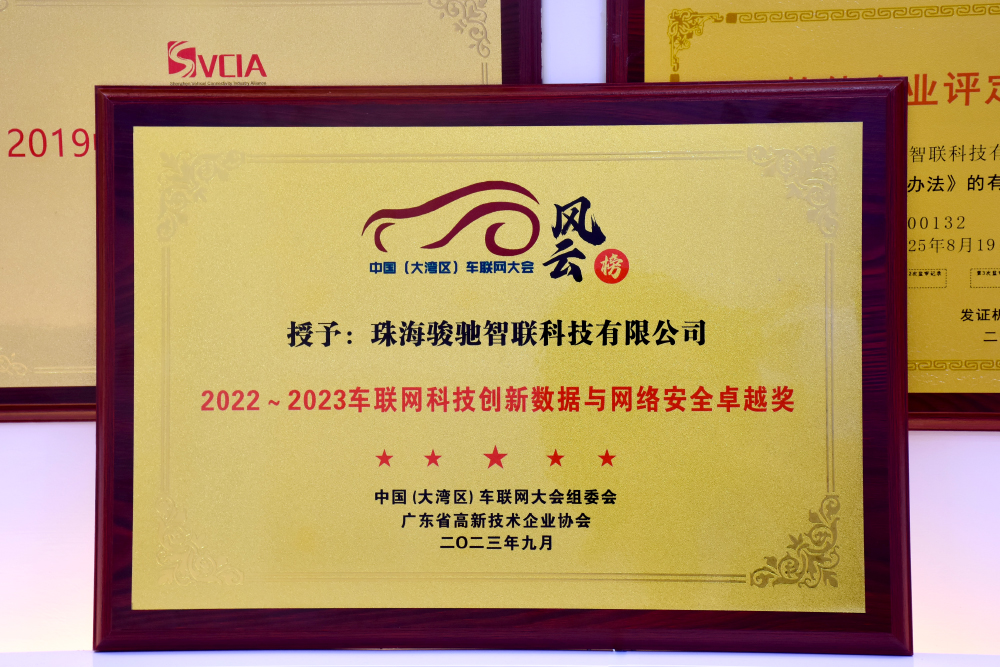 SVCIA
2019
业评定
智联科技有
办法》的有
00132
25年8月19
发证机
二
中国（大湾区）车联网大会
风云
榜
授予：珠海骏驰智联科技有限公司
2022～2023车联网科技创新数据与网络安全卓越奖
中国（大湾区）车联网大会组委会
广东省高新技术企业协会
二〇二三年九月